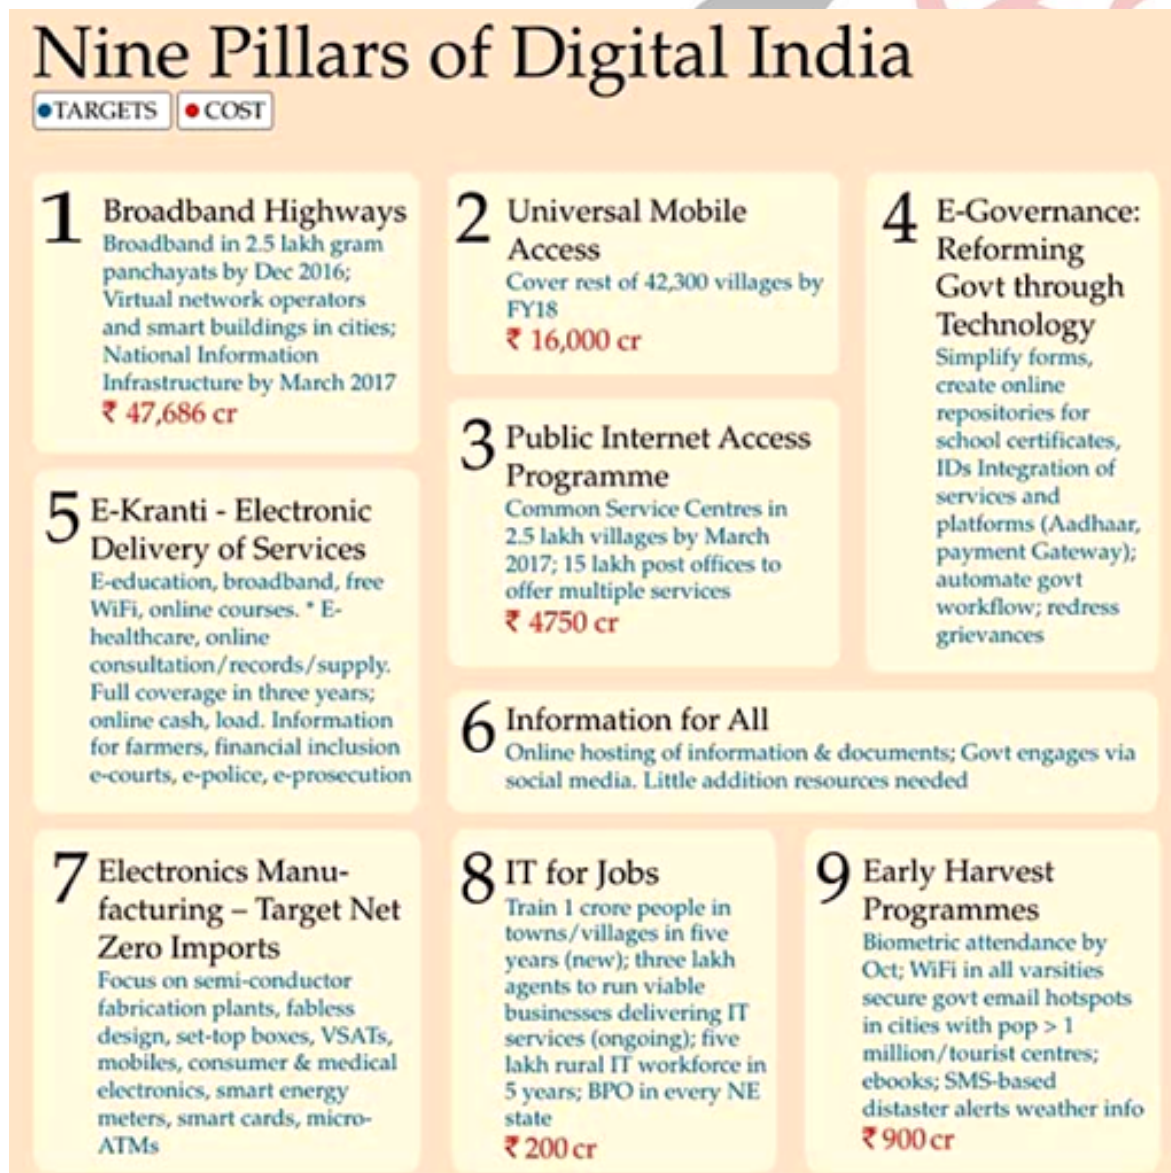 Nine Pillars of Digital India
TARGETS COST
1 Broadband Highways
Broadband in 2.5 lakh gram
panchayats by Dec 2016;
Virtual network operators
and smart buildings in cities;
National Information
Infrastructure by March 2017
₹ 47,686 cr
2 Universal Mobile
Access
Cover rest of 42,300 villages by
FY18
₹ 16,000 cr
3 Public Internet Access
Programme
Common Service Centres in
2.5 lakh villages by March
2017; 15 lakh post offices to
offer multiple services
₹ 4750 cr
4 E-Governance:
Reforming
Govt through
Technology
Simplify forms,
create online
repositories for
school certificates,
IDs Integration of
services and
platforms (Aadhaar,
payment Gateway);
automate govt
workflow; redress
grievances
5 E-Kranti - Electronic
Delivery of Services
E-education, broadband, free
WiFi, online courses. * E-
healthcare, online
consultation/records/supply.
Full coverage in three years;
online cash, load. Information
for farmers, financial inclusion
e-courts, e-police, e-prosecution
6 Information for All
Online hosting of information & documents; Govt engages via
social media. Little addition resources needed
7 Electronics Manu-
facturing – Target Net
Zero Imports
Focus on semi-conductor
fabrication plants, fabless
design, set-top boxes, VSATs,
mobiles, consumer & medical
electronics, smart energy
meters, smart cards, micro-
ATMs
8 IT for Jobs
Train 1 crore people in
towns/villages in five
years (new); three lakh
agents to run viable
businesses delivering IT
services (ongoing); five
lakh rural IT workforce in
5 years; BPO in every NE
state
₹ 200 cr
9 Early Harvest
Programmes
Biometric attendance by
Oct; WiFi in all varsities
secure govt email hotspots
in cities with pop > 1
million/tourist centres;
ebooks; SMS-based
distaster alerts weather info
₹ 900 cr